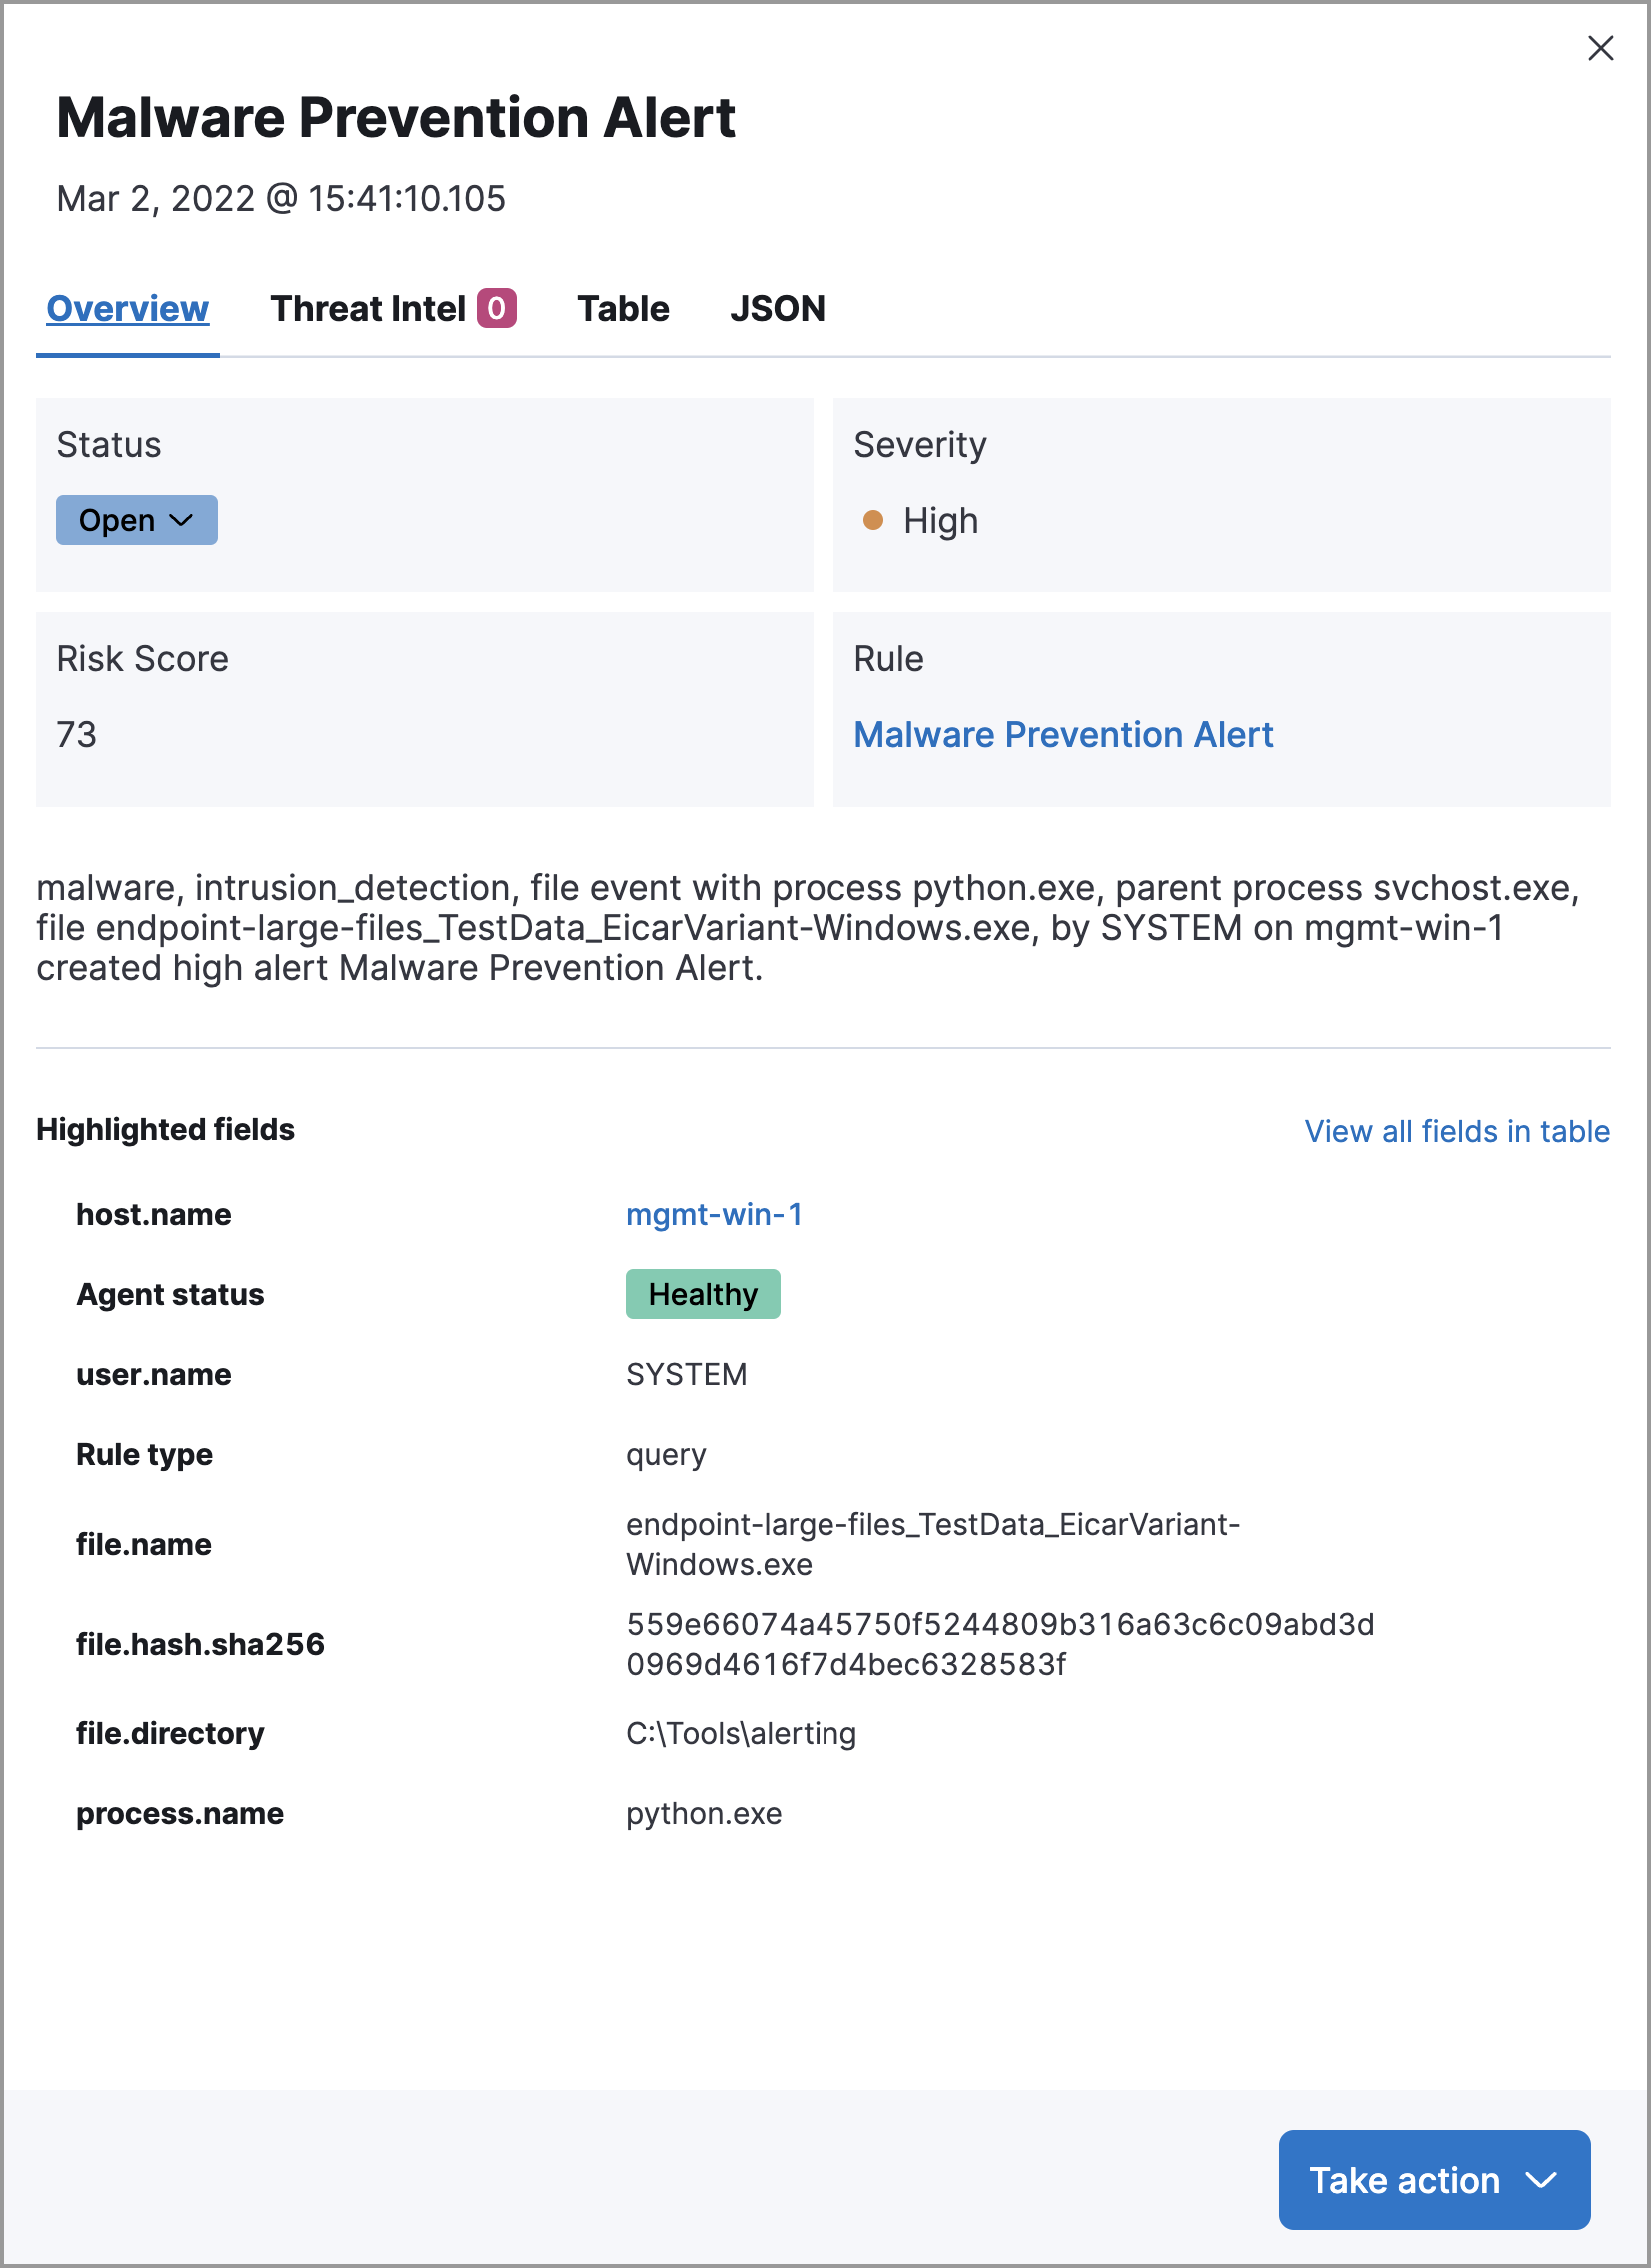 Malware Prevention Alert
Mar 2, 2022 @ 15:41:10.105
Overview Threat Intel 0 Table JSON
Status Severity
Open High
Risk Score Rule
73 Malware Prevention Alert
malware, intrusion_detection, file event with process python.exe, parent process svchost.exe,
file endpoint-large-files_TestData_EicarVariant-Windows.exe, by SYSTEM on mgmt-win-1
created high alert Malware Prevention Alert.
Highlighted fields View all fields in table
host.name mgmt-win-1
Agent status Healthy
user.name SYSTEM
Rule type query
file.name endpoint-large-files_TestData_EicarVariant-
Windows.exe
file.hash.sha256 559e66074a45750f5244809b316a63c6c09abd3d
0969d4616f7d4bec6328583f
file.directory C:\Tools\alerting
process.name python.exe
Take action